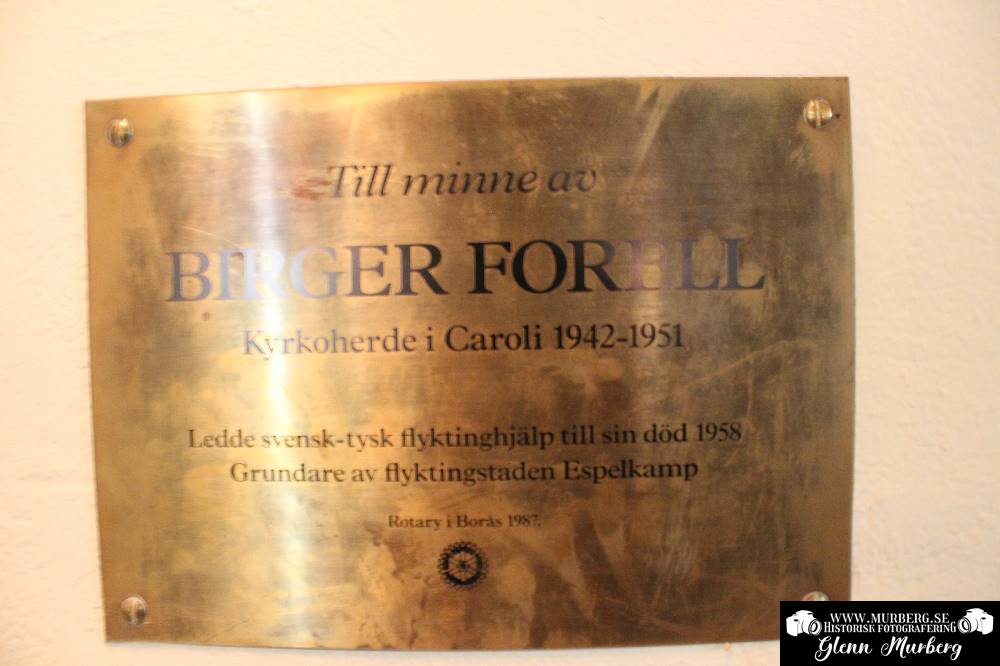 Till minne av
BIRGER FORELL
Kyrkoherde i Caroli 1942-1951
Ledde svensk-tysk flyktinghjälp till sin död 1958
Grundare av flyktingstaden Espelkamp
Rotary i Borås 1987.
WWW.MURBERG.SE
HISTORISK FOTOGRAFERING
Glenn Murberg